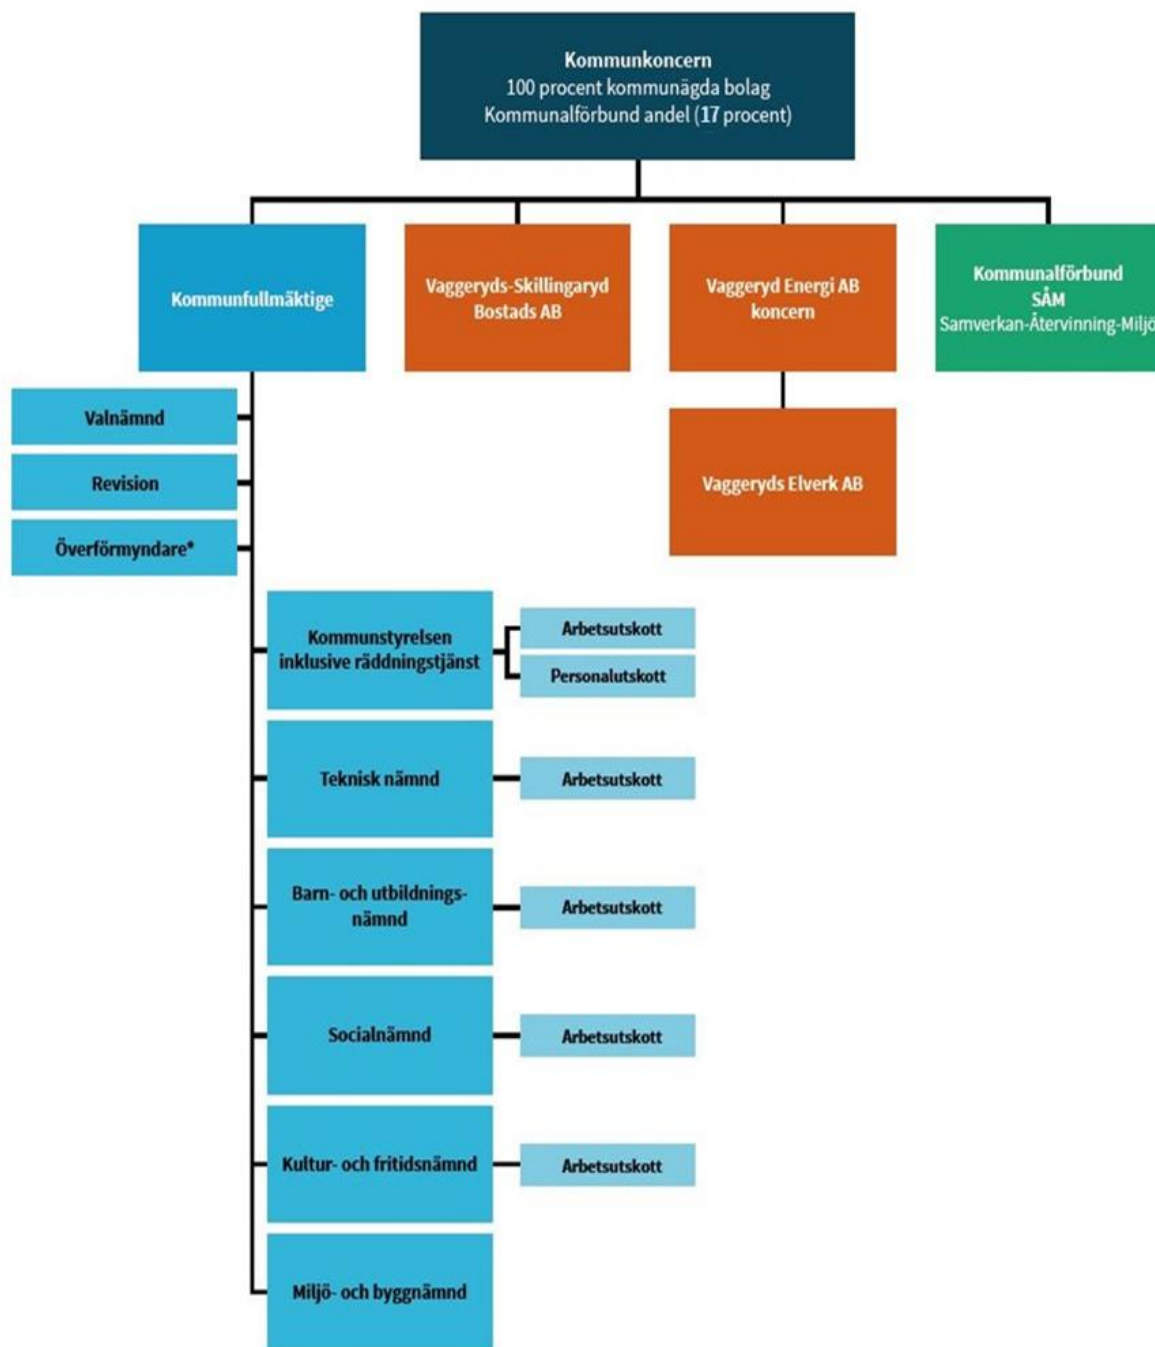 Kommunkoncern
100 procent kommunägda bolag
Kommunalförbund andel (17 procent)
Kommunfullmäktige
Vaggeryds-Skillingaryd
Bostads AB
Vaggeryd Energi AB
koncern
Kommunalförbund
SÅM
Samverkan-Återvinning-Miljö
Valnämnd
Revision
Överförmyndare*
Vaggeryds Elverk AB
Kommunstyrelsen
inklusive räddningstjänst
Arbetsutskott
Personalutskott
Teknisk nämnd
Arbetsutskott
Barn- och utbildnings-
nämnd
Arbetsutskott
Socialnämnd
Arbetsutskott
Kultur- och fritidsnämnd
Arbetsutskott
Miljö- och byggnämnd